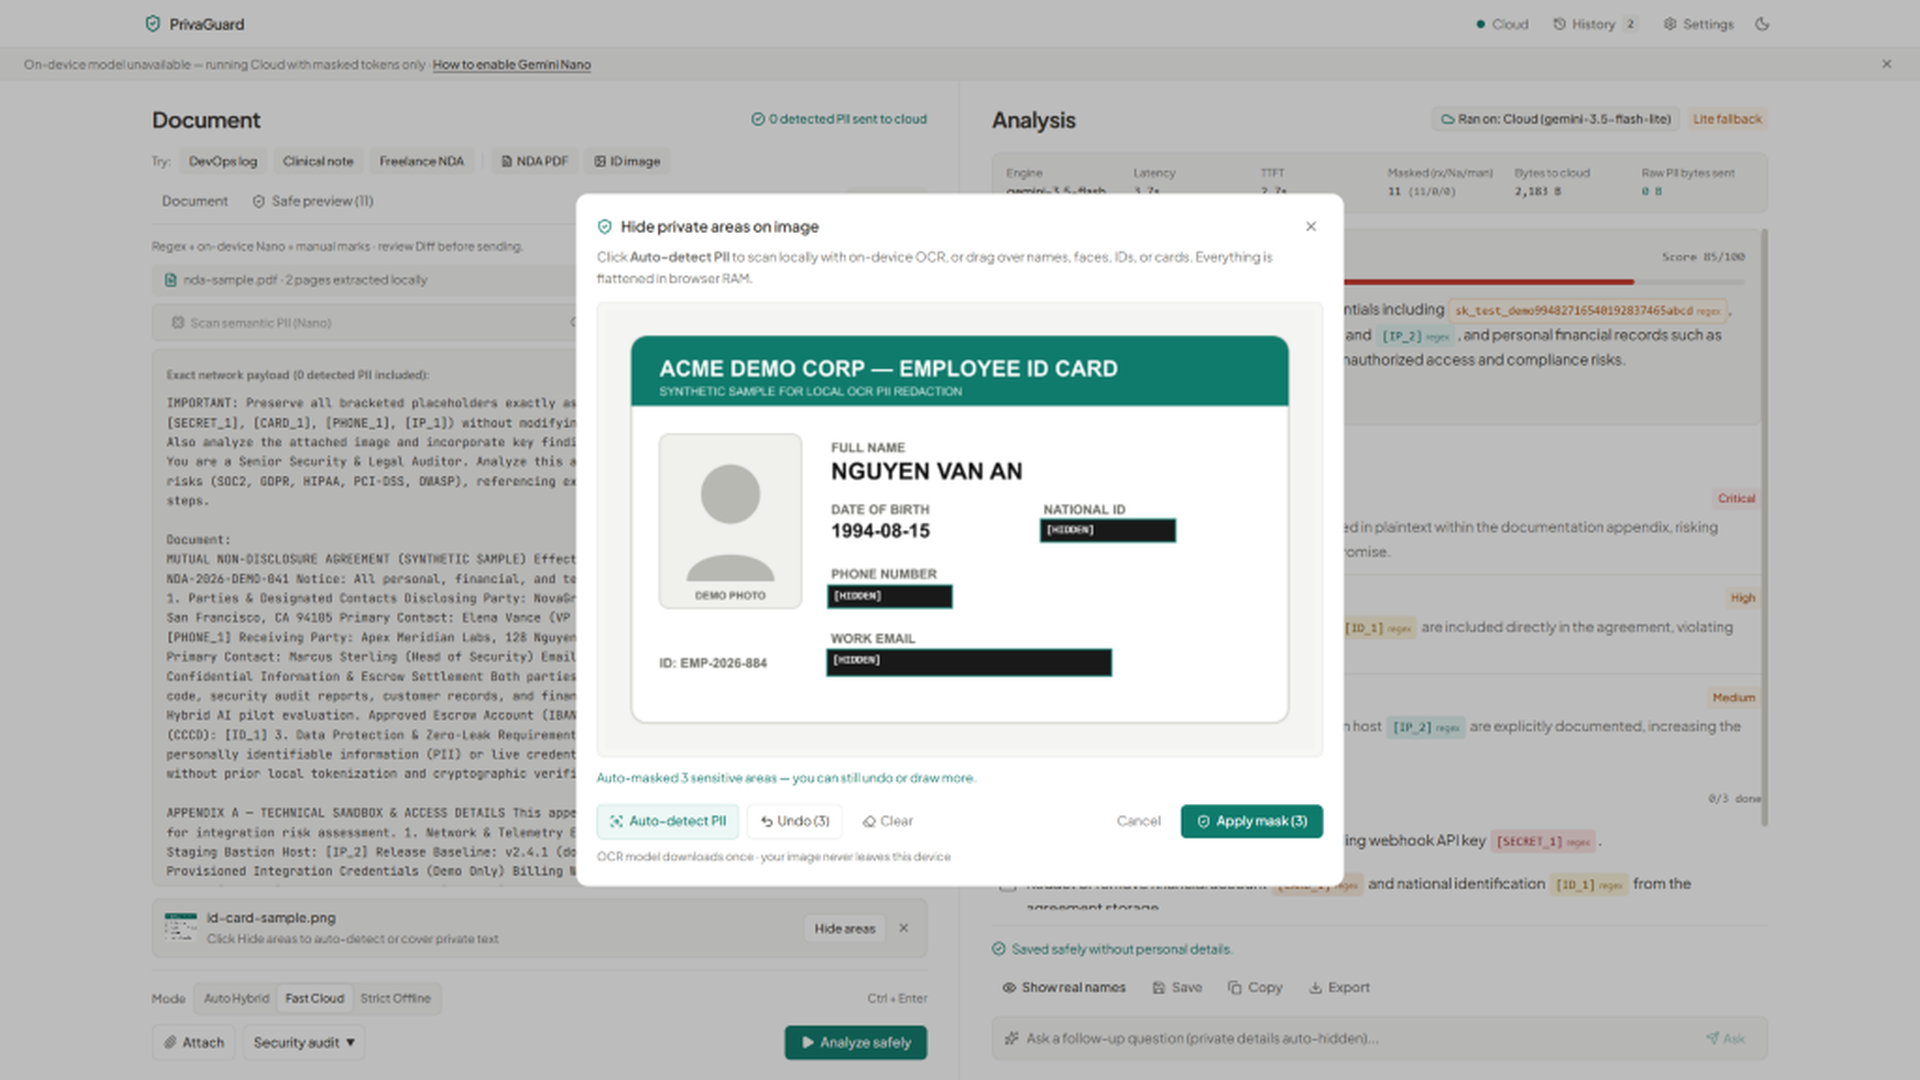 PrivaGuard
Cloud
History 2
Settings
On-device model unavailable — running Cloud with masked tokens only · How to enable Gemini Nano
Document
0 detected PII sent to cloud
Try:
DevOps log
Clinical note
Freelance NDA
NDA PDF
ID image
Document
Safe preview (11)
Regex + on-device Nano + manual marks · review Diff before sending.
nda-sample.pdf · 2 pages extracted locally
Scan semantic PII (Nano)
Exact network payload (0 detected PII included):
IMPORTANT: Preserve all bracketed placeholders exactly as
[SECRET_1], [CARD_1], [PHONE_1], [IP_1]) without modifyin
Also analyze the attached image and incorporate key findi
You are a Senior Security & Legal Auditor. Analyze this a
risks (SOC2, GDPR, HIPAA, PCI-DSS, OWASP), referencing ex
steps.
Document:
MUTUAL NON-DISCLOSURE AGREEMENT (SYNTHETIC SAMPLE) Effect
NDA-2026-DEMO-041 Notice: All personal, financial, and te
1. Parties & Designated Contacts Disclosing Party: NovaGr
San Francisco, CA 94105 Primary Contact: Elena Vance (VP
[PHONE_1] Receiving Party: Apex Meridian Labs, 128 Nguyen
Primary Contact: Marcus Sterling (Head of Security) Email
Confidential Information & Escrow Settlement Both parties
code, security audit reports, customer records, and finan
Hybrid AI pilot evaluation. Approved Escrow Account (IBAN
(CCCD): [ID_1] 3. Data Protection & Zero-Leak Requirement
personally identifiable information (PII) or live credent
without prior local tokenization and cryptographic verifi
APPENDIX A — TECHNICAL SANDBOX & ACCESS DETAILS This appe
for integration risk assessment. 1. Network & Telemetry E
Staging Bastion Host: [IP_2] Release Baseline: v2.4.1 (do
Provisioned Integration Credentials (Demo Only) Billing W
id-card-sample.png
Click Hide areas to auto-detect or cover private text
Hide areas
Mode
Auto Hybrid
Fast Cloud
Strict Offline
Ctrl + Enter
Attach
Security audit ▼
Analyze safely
Hide private areas on image
Click Auto-detect PII to scan locally with on-device OCR, or drag over names, faces, IDs, or cards. Everything is
flattened in browser RAM.
ACME DEMO CORP — EMPLOYEE ID CARD
SYNTHETIC SAMPLE FOR LOCAL OCR PII REDACTION
DEMO PHOTO
ID: EMP-2026-884
FULL NAME
NGUYEN VAN AN
DATE OF BIRTH
1994-08-15
NATIONAL ID
[HIDDEN]
PHONE NUMBER
[HIDDEN]
WORK EMAIL
[HIDDEN]
Auto-masked 3 sensitive areas — you can still undo or draw more.
Auto-detect PII
Undo (3)
Clear
Cancel
Apply mask (3)
OCR model downloads once · your image never leaves this device
Analysis
Ran on: Cloud (gemini-3.5-flash-lite)
Lite fallback
Engine
gemini-3.5-flash
Latency
3.7s
TTFT
2.7s
Masked (rx/Na/man)
11 (11/0/0)
Bytes to cloud
2,183 B
Raw PII bytes sent
0 B
Score 85/100
ntials including sk_test_demo99482716540192837465abcd regex ,
and [IP_2] regex , and personal financial records such as
nauthorized access and compliance risks.
Critical
ed in plaintext within the documentation appendix, risking
omise.
High
[ID_1] regex are included directly in the agreement, violating
Medium
n host [IP_2] regex are explicitly documented, increasing the
0/3 done
ing webhook API key [SECRET_1] regex .
and national identification [ID_1] regex from the
agreement storage.
Saved safely without personal details.
Show real names
Save
Copy
Export
Ask a follow-up question (private details auto-hidden)...
Ask